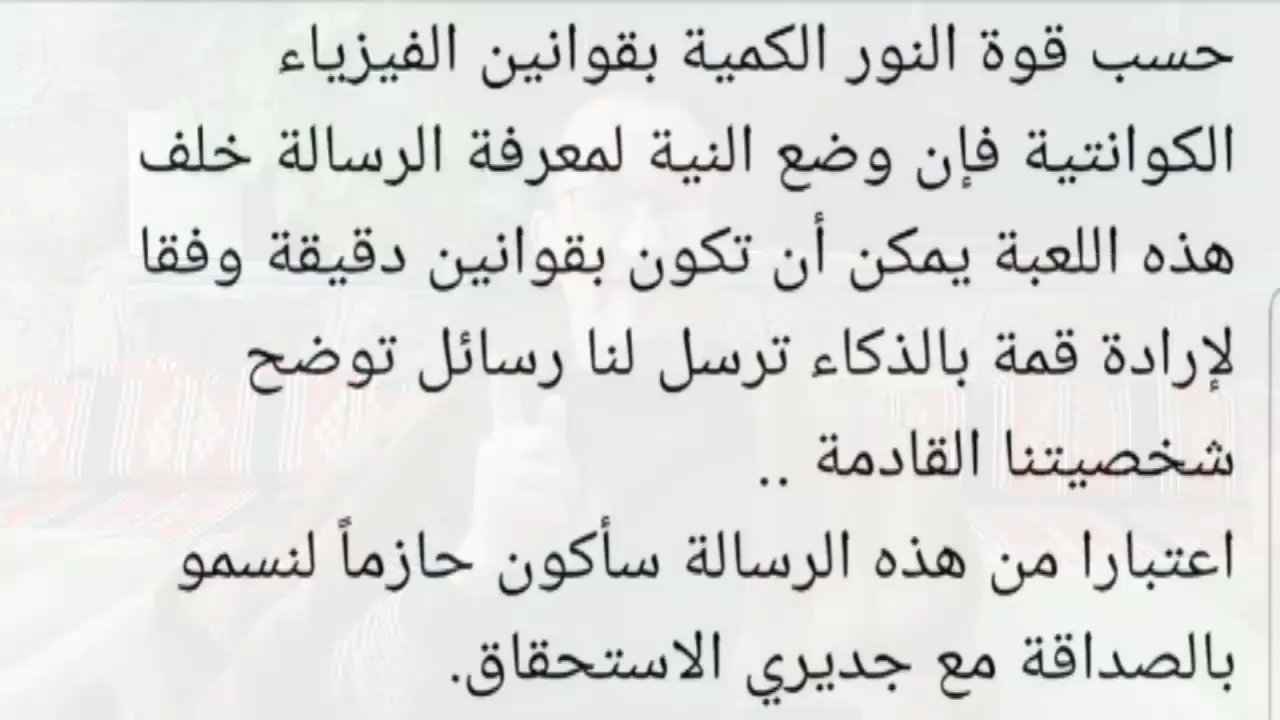 حسب قوة النور الكمية بقوانين الفيزياء
الكوانتية فإن وضع النية لمعرفة الرسالة خلف
هذه اللعبة يمكن أن تكون بقوانين دقيقة وفقا
لإرادة قمة بالذكاء ترسل لنا رسائل توضح
شخصيتنا القادمة ..
اعتبارا من هذه الرسالة سأكون حازماً لنسمو
بالصداقة مع جديري الاستحقاق.